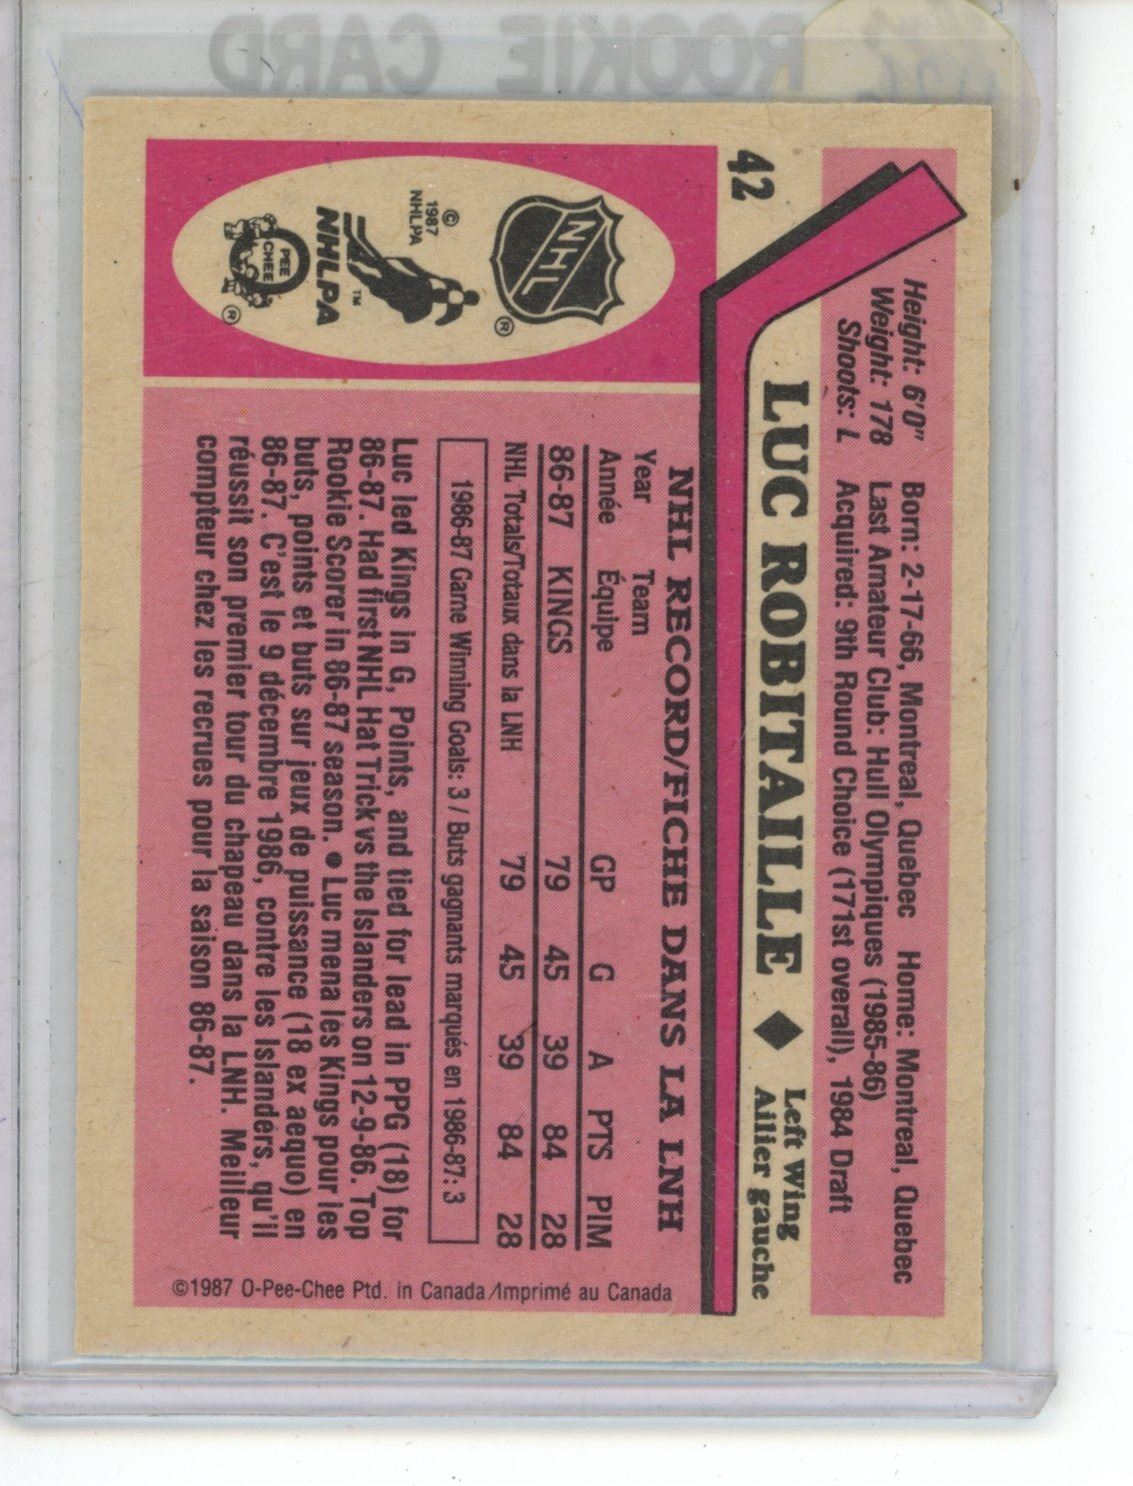 ROOKIE CARD
42
Height: 6'0" Born: 2-17-66, Montreal, Quebec Home: Montreal, Quebec
Weight: 178 Last Amateur Club: Hull Olympiques (1985-86)
Shoots: L Acquired: 9th Round Choice (171st overall), 1984 Draft
LUC ROBITAILLE ◆ Left Wing
Ailier gauche
NHL
®
© 1987 NHLPA
NHLPA
™
O
PEE
CHEE
®
NHL RECORD/FICHE DANS LA LNH
Year Team
Année Équipe GP G A PTS PIM
86-87 KINGS 79 45 39 84 28
NHL Totals/Totaux dans la LNH 79 45 39 84 28
1986-87 Game Winning Goals: 3 / Buts gagnants marqués en 1986-87: 3
Luc led Kings in G, Points, and tied for lead in PPG (18) for
86-87. Had first NHL Hat Trick vs the Islanders on 12-9-86. Top
Rookie Scorer in 86-87 season. ● Luc mena les Kings pour les
buts, points et buts sur jeux de puissance (18 ex aequo) en
86-87. C'est le 9 décembre 1986, contre les Islanders, qu'il
réussit son premier tour du chapeau dans la LNH. Meilleur
compteur chez les recrues pour la saison 86-87.
©1987 O-Pee-Chee Ptd. in Canada/Imprimé au Canada